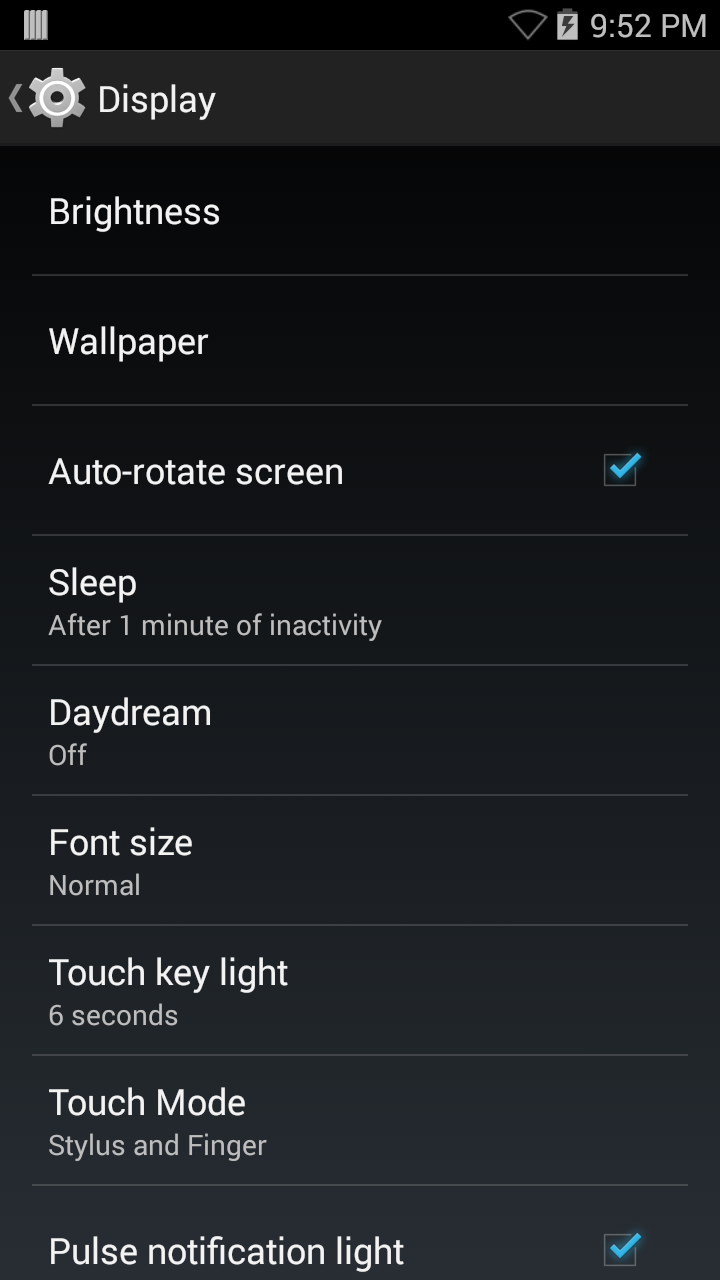 9:52 PM
Display
Brightness
Wallpaper
Auto-rotate screen
Sleep
After 1 minute of inactivity
Daydream
Off
Font size
Normal
Touch key light
6 seconds
Touch Mode
Stylus and Finger
Pulse notification light